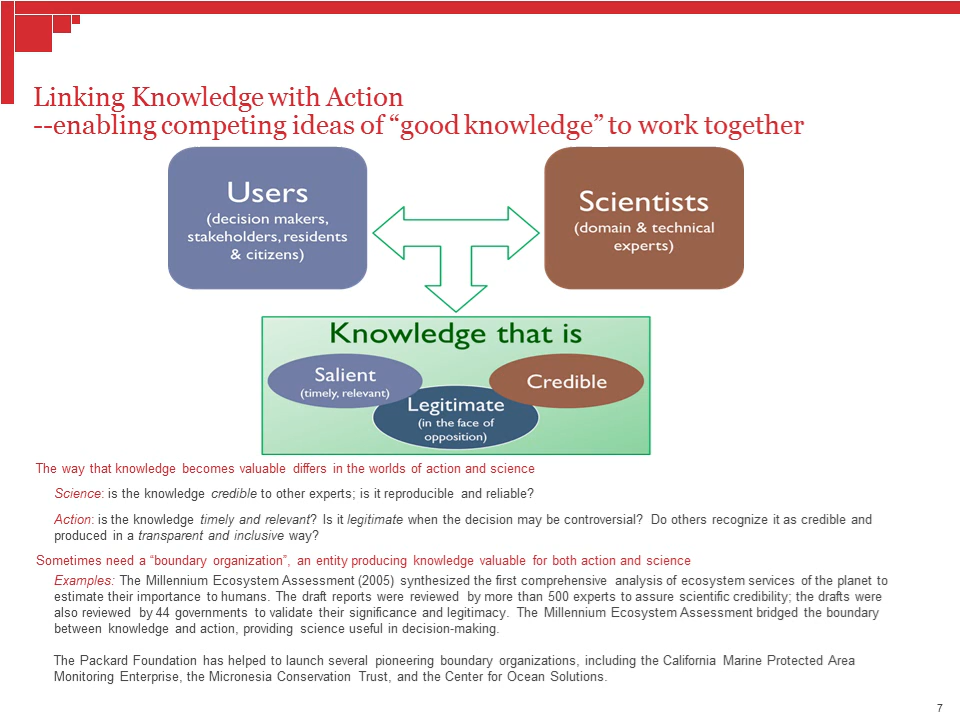 Linking Knowledge with Action
--enabling competing ideas of “good knowledge” to work together
Users
(decision makers,
stakeholders, residents
& citizens)
Scientists
(domain & technical
experts)
Knowledge that is
Salient
(timely, relevant)
Legitimate
(in the face of
opposition)
Credible
The way that knowledge becomes valuable differs in the worlds of action and science
Science: is the knowledge credible to other experts; is it reproducible and reliable?
Action: is the knowledge timely and relevant? Is it legitimate when the decision may be controversial? Do others recognize it as credible and
produced in a transparent and inclusive way?
Sometimes need a “boundary organization”, an entity producing knowledge valuable for both action and science
Examples: The Millennium Ecosystem Assessment (2005) synthesized the first comprehensive analysis of ecosystem services of the planet to
estimate their importance to humans. The draft reports were reviewed by more than 500 experts to assure scientific credibility; the drafts were
also reviewed by 44 governments to validate their significance and legitimacy. The Millennium Ecosystem Assessment bridged the boundary
between knowledge and action, providing science useful in decision-making.
The Packard Foundation has helped to launch several pioneering boundary organizations, including the California Marine Protected Area
Monitoring Enterprise, the Micronesia Conservation Trust, and the Center for Ocean Solutions.
7